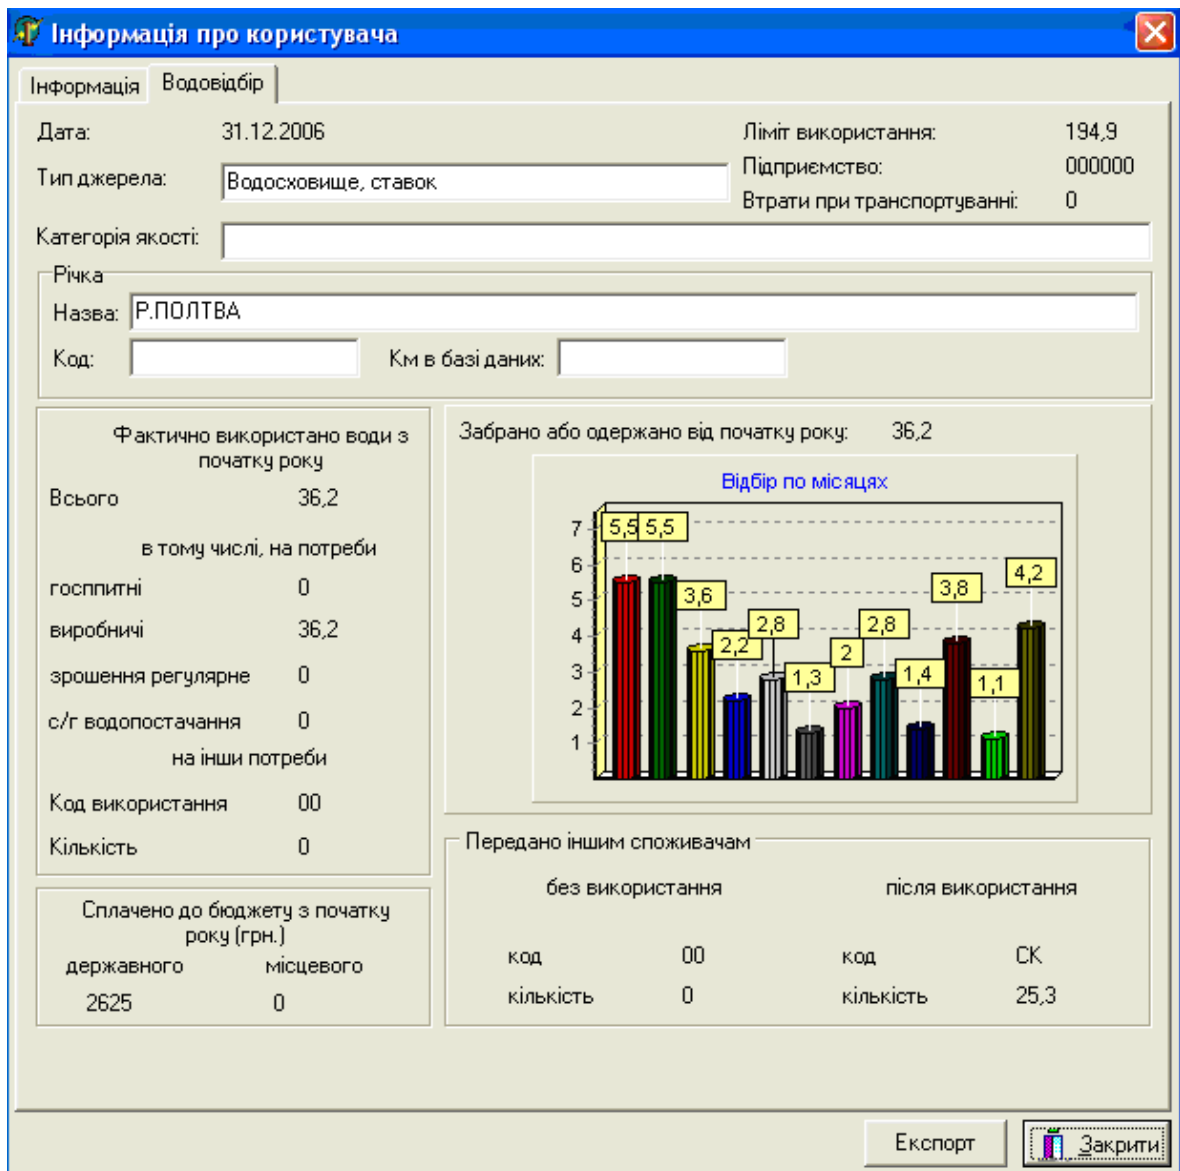 Інформація про користувача
Інформація
Водовідбір
Дата: 31.12.2006
Ліміт використання: 194,9
Тип джерела: Водосховище, ставок
Підприємство: 000000
Втрати при транспортуванні: 0
Категорія якості:
Річка
Назва: Р.ПОЛТВА
Код: Км в базі даних:
Фактично використано води з
початку року
Всього 36,2
в тому числі, на потреби
госппитні 0
виробничі 36,2
зрошення регулярне 0
с/г водопостачання 0
на інши потреби
Код використання 00
Кількість 0
Сплачено до бюджету з початку
року (грн.)
державного місцевого
2625 0
Забрано або одержано від початку року: 36,2
Відбір по місяцях
7
6
5
4
3
2
1
5,5 5,5 3,6 2,2 2,8 1,3 2 2,8 1,4 3,8 1,1 4,2
Передано іншим споживачам
без використання після використання
код 00 код СК
кількість 0 кількість 25,3
Експорт Закрити